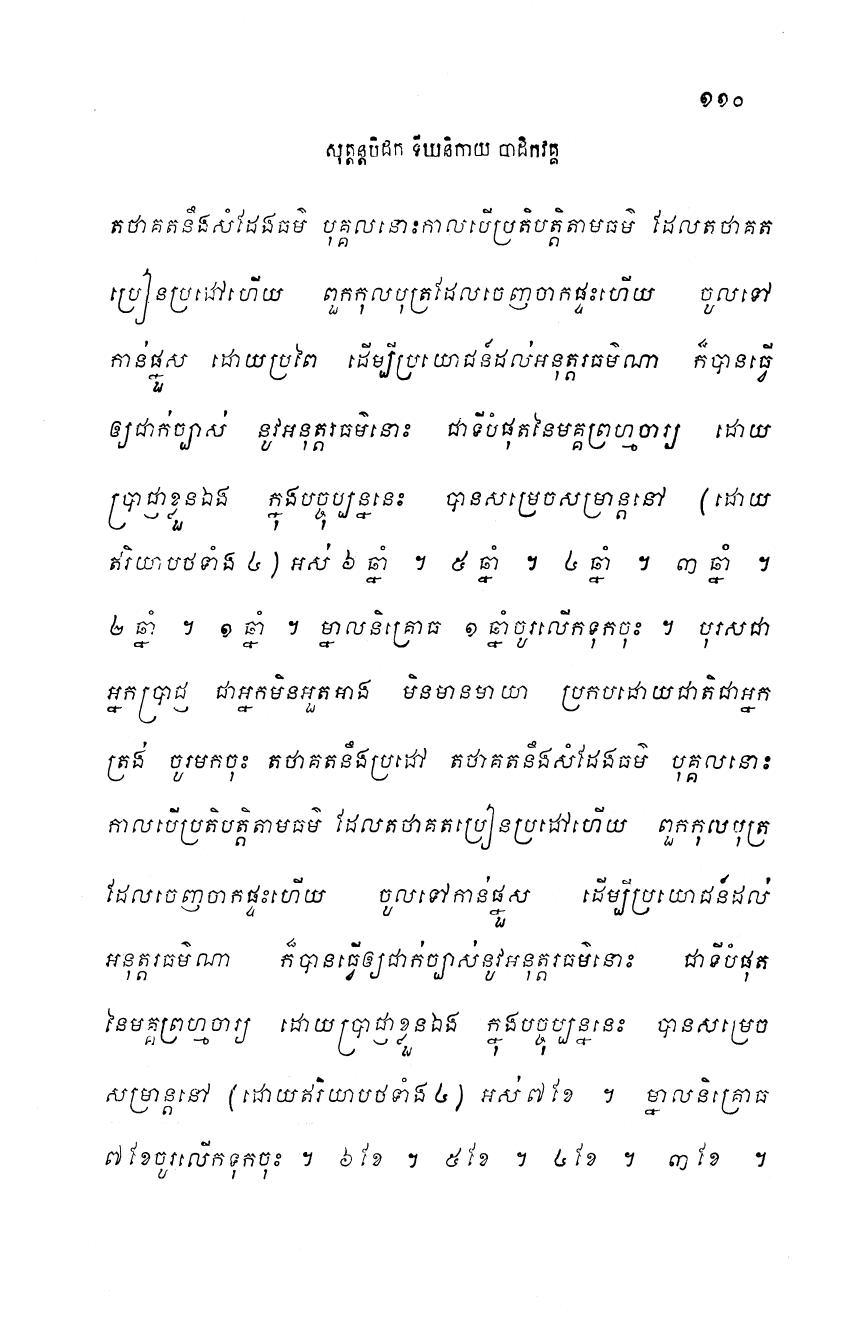 ១១០
សុត្តន្តបិដក ទីឃនិកាយ បាដិកវគ្គ
តថាគតនឹងសំដែងធម៌ បុគ្គលនោះកាលបើប្រតិបត្តិតាមធម៌ ដែលតថាគត
ប្រៀនប្រដៅហើយ ពួកកុលបុត្រដែលចេញចាកផ្ទះហើយ ចូលទៅ
កាន់ផ្នួស ដោយប្រពៃ ដើម្បីប្រយោជន៍ដល់អនុត្តរធម៌ណា ក៏បានធ្វើ
ឲ្យជាក់ច្បាស់ នូវអនុត្តរធម៌នោះ ជាទីបំផុតនៃមគ្គព្រហ្មចារ្យ ដោយ
ប្រាជ្ញាខ្លួនឯង ក្នុងបច្ចុប្បន្ននេះ បានសម្រេចសម្រាន្តនៅ (ដោយ
ឥរិយាបថទាំង ៤ ) អស់ ៦ ឆ្នាំ ។ ៥ ឆ្នាំ ។ ៤ ឆ្នាំ ។ ៣ ឆ្នាំ ។
២ ឆ្នាំ ។ ១ ឆ្នាំ ។ ម្នាលនិគ្រោធ ១ ឆ្នាំចូរលើកទុកចុះ ។ បុរសជា
អ្នកប្រាជ្ញ ជាអ្នកមិនអួតអាង មិនមានមាយា ប្រកបដោយជាតិជាអ្នក
ត្រង់ ចូរមកចុះ តថាគតនឹងប្រដៅ តថាគតនឹងសំដែងធម៌ បុគ្គលនោះ
កាលបើប្រតិបត្តិតាមធម៌ ដែលតថាគតប្រៀនប្រដៅហើយ ពួកកុលបុត្រ
ដែលចេញចាកផ្ទះហើយ ចូលទៅកាន់ផ្នួស ដើម្បីប្រយោជន៍ដល់
អនុត្តរធម៌ណា ក៏បានធ្វើឲ្យជាក់ច្បាស់នូវអនុត្តរធម៌នោះ ជាទីបំផុត
នៃមគ្គព្រហ្មចារ្យ ដោយប្រាជ្ញាខ្លួនឯង ក្នុងបច្ចុប្បន្ននេះ បានសម្រេច
សម្រាន្តនៅ (ដោយឥរិយាបថទាំង ៤) អស់ ៧ ខែ ។ ម្នាលនិគ្រោធ
៧ ខែចូរលើកទុកចុះ ។ ៦ ខែ ។ ៥ ខែ ។ ៤ ខែ ។ ៣ ខែ ។